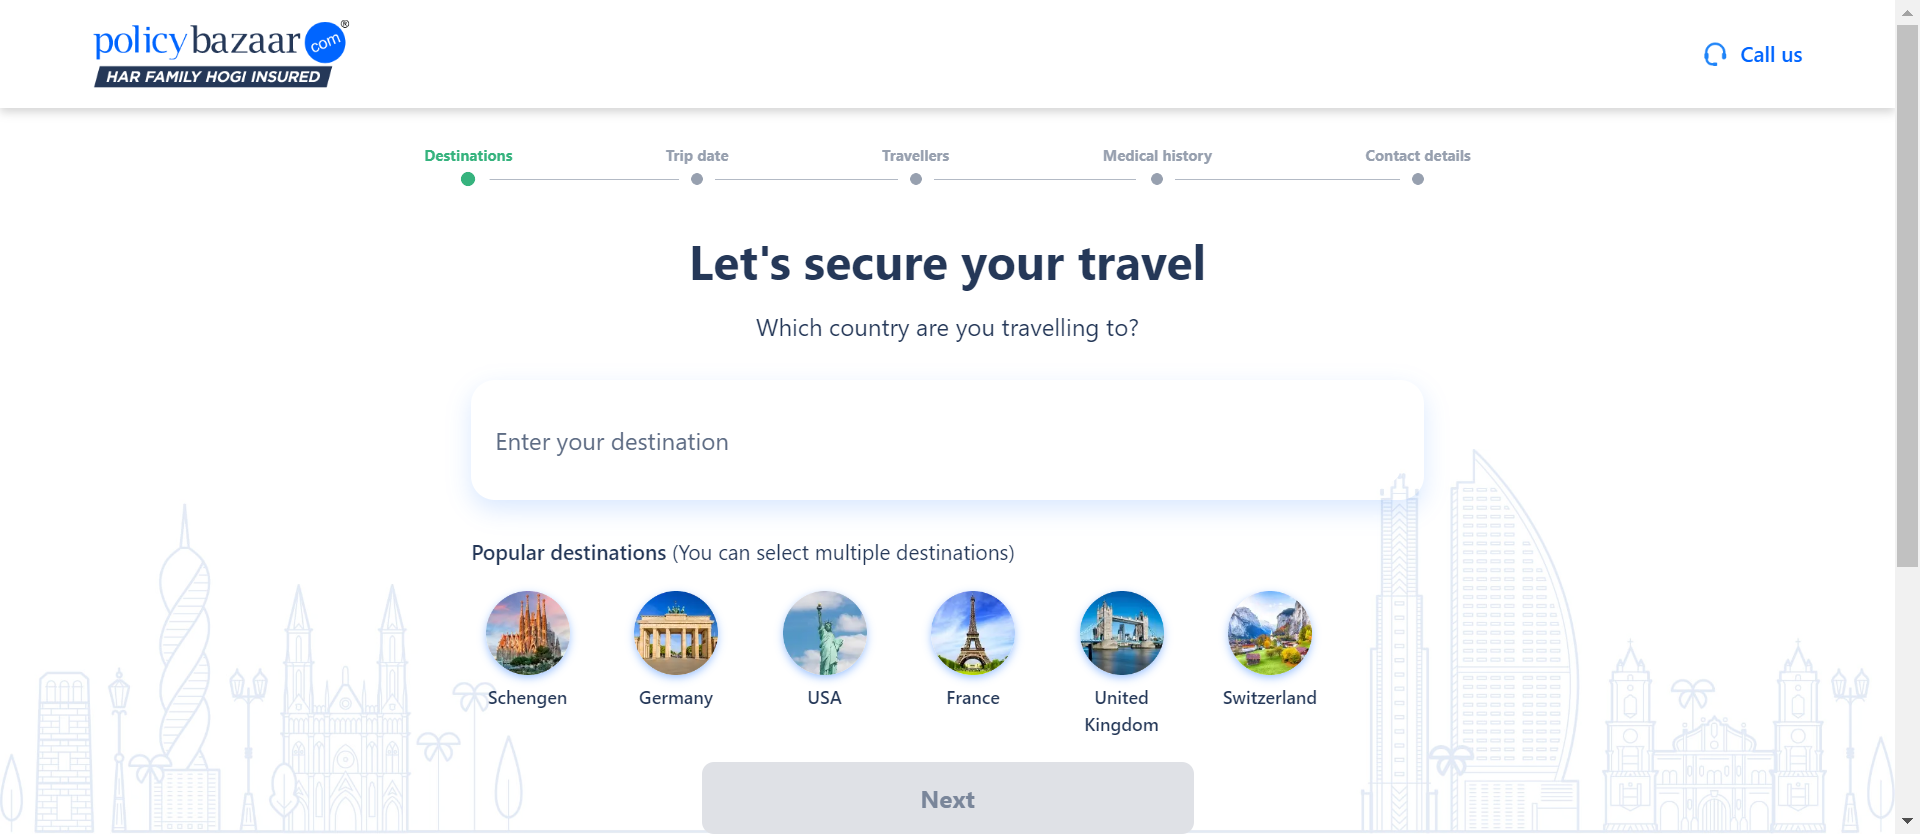 policybazaar com ®
HAR FAMILY HOGI INSURED
Call us
Destinations
Trip date
Travellers
Medical history
Contact details
Let's secure your travel
Which country are you travelling to?
Enter your destination
Popular destinations (You can select multiple destinations)
Schengen
Germany
USA
France
United
Kingdom
Switzerland
Next